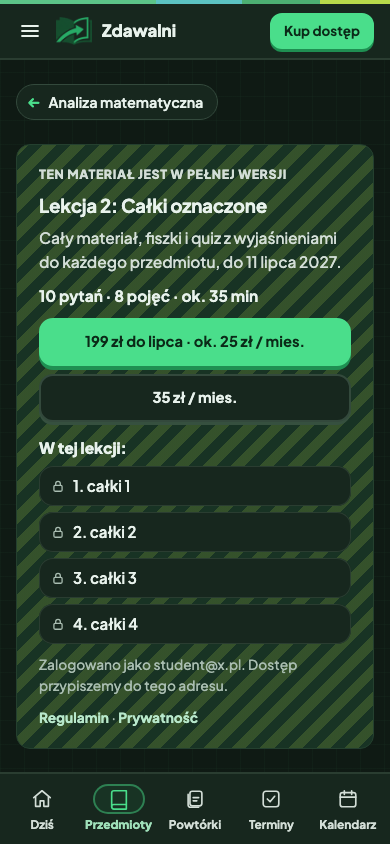 Zdawalni
Kup dostęp
← Analiza matematyczna
TEN MATERIAŁ JEST W PEŁNEJ WERSJI
Lekcja 2: Całki oznaczone
Cały materiał, fiszki i quiz z wyjaśnieniami
do każdego przedmiotu, do 11 lipca 2027.
10 pytań · 8 pojęć · ok. 35 min
199 zł do lipca · ok. 25 zł / mies.
35 zł / mies.
W tej lekcji:
1. całki 1
2. całki 2
3. całki 3
4. całki 4
Zalogowano jako student@x.pl. Dostęp
przypiszemy do tego adresu.
Regulamin · Prywatność
Dziś
Przedmioty
Powtórki
Terminy
Kalendarz